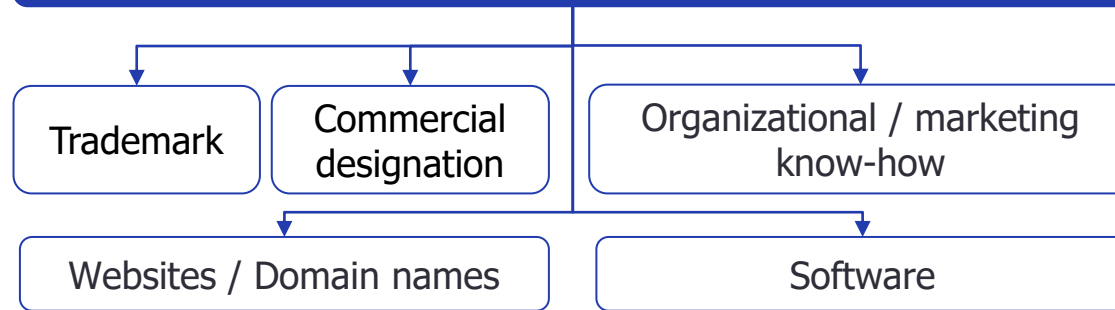 Trademark
Commercial
designation
Organizational / marketing
know-how
Websites / Domain names
Software